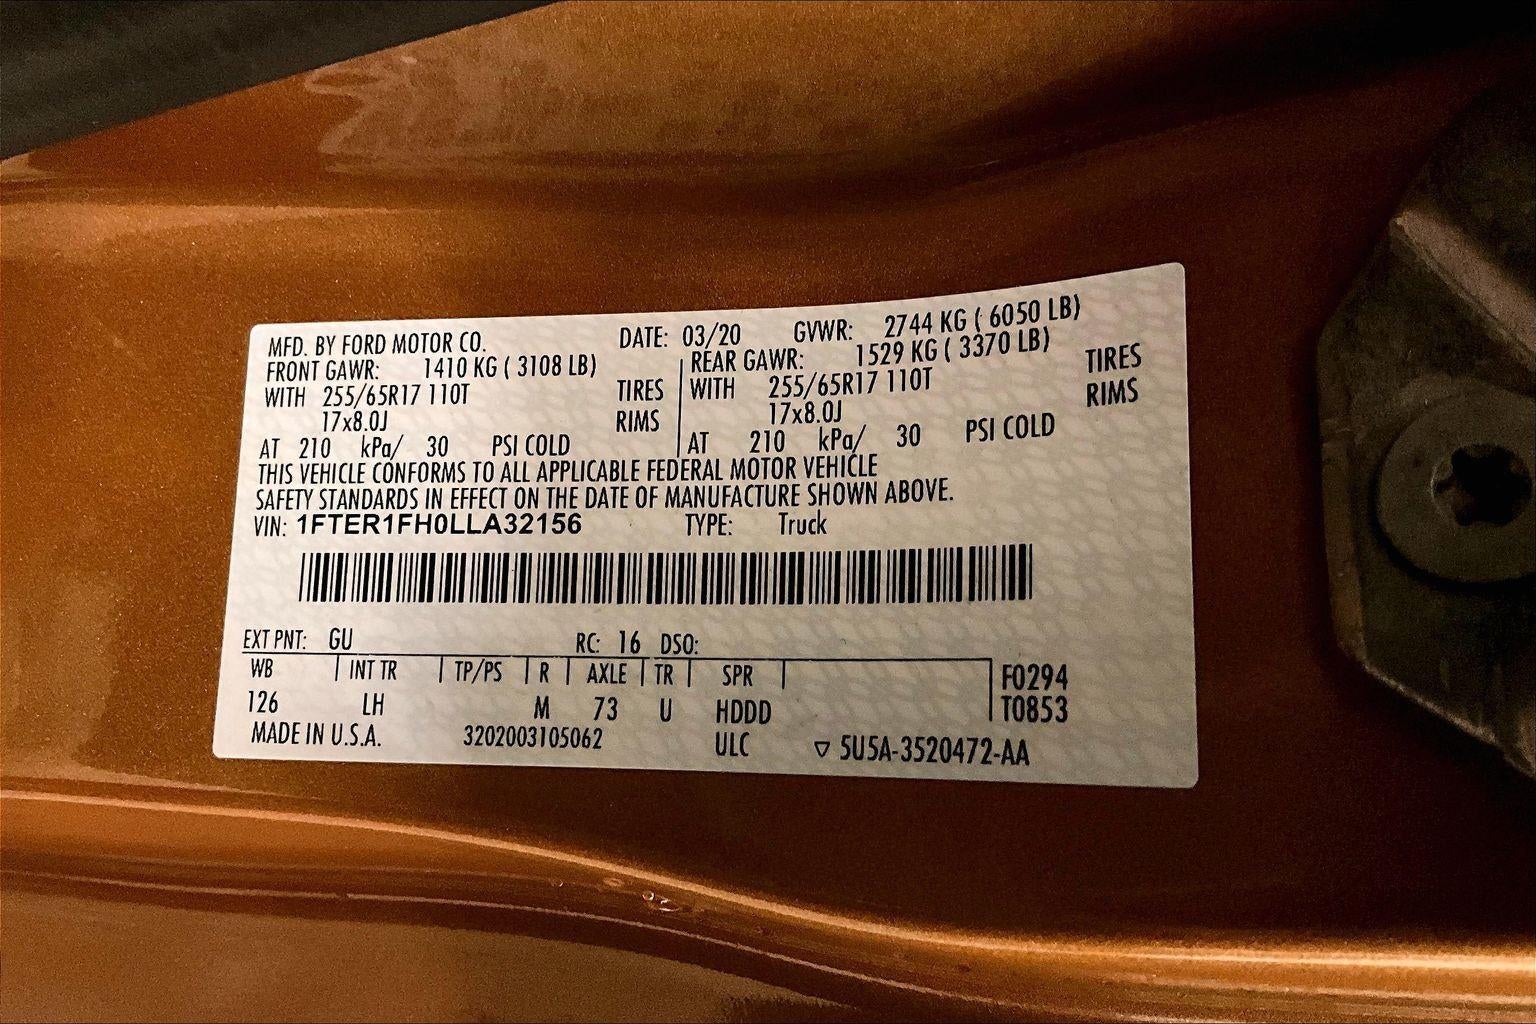 MFD. BY FORD MOTOR CO. DATE: 03/20 GVWR: 2744 KG ( 6050 LB)
FRONT GAWR: 1410 KG ( 3108 LB) REAR GAWR: 1529 KG ( 3370 LB)
WITH 255/65R17 110T TIRES WITH 255/65R17 110T TIRES
17x8.0J RIMS 17x8.0J RIMS
AT 210 kPa/ 30 PSI COLD AT 210 kPa/ 30 PSI COLD
THIS VEHICLE CONFORMS TO ALL APPLICABLE FEDERAL MOTOR VEHICLE
SAFETY STANDARDS IN EFFECT ON THE DATE OF MANUFACTURE SHOWN ABOVE.
VIN: 1FTER1FH0LLA32156 TYPE: Truck
EXT PNT: GU RC: 16 DSO:
WB INT TR TP/PS R AXLE TR SPR F0294
126 LH M 73 U HDDD T0853
MADE IN U.S.A. 3202003105062 ULC ▽ 5U5A-3520472-AA